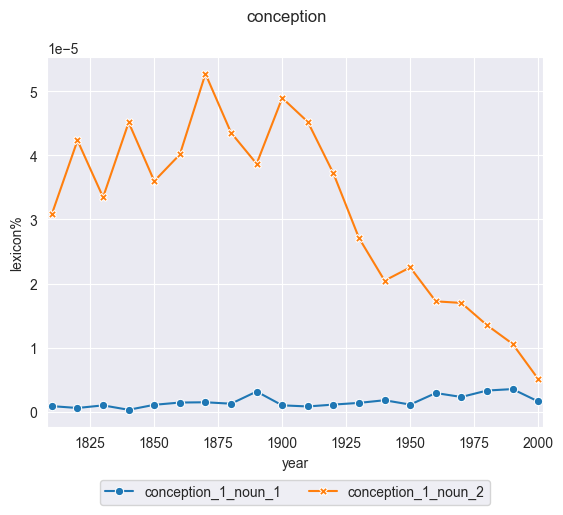 conception
1e−5
5
4
3
2
1
0
lexicon%
1825 1850 1875 1900 1925 1950 1975 2000
year
conception_1_noun_1 conception_1_noun_2